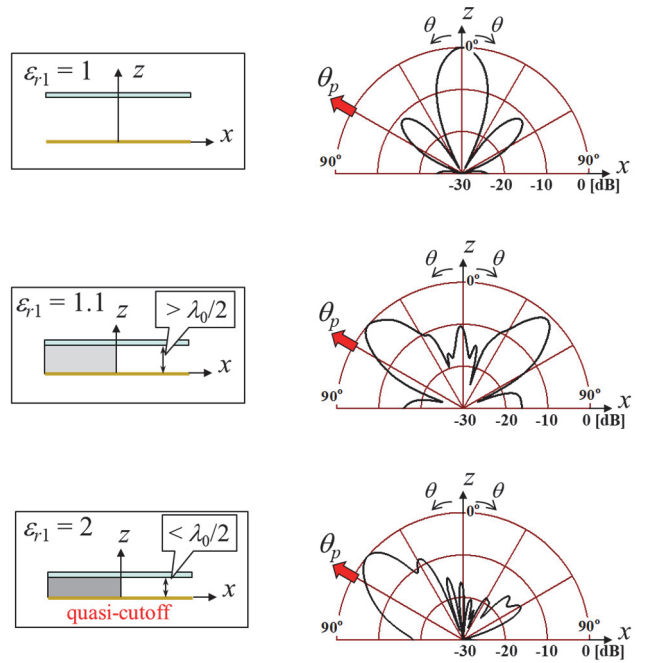 εr1 = 1
z
x
θ z θ
0°
θp
90° 90° x
-30 -20 -10 0 [dB]
εr1 = 1.1
z
> λ0/2
x
θ z θ
0°
θp
90° 90° x
-30 -20 -10 0 [dB]
εr1 = 2
z
< λ0/2
x
quasi-cutoff
θ z θ
0°
θp
90° 90° x
-30 -20 -10 0 [dB]